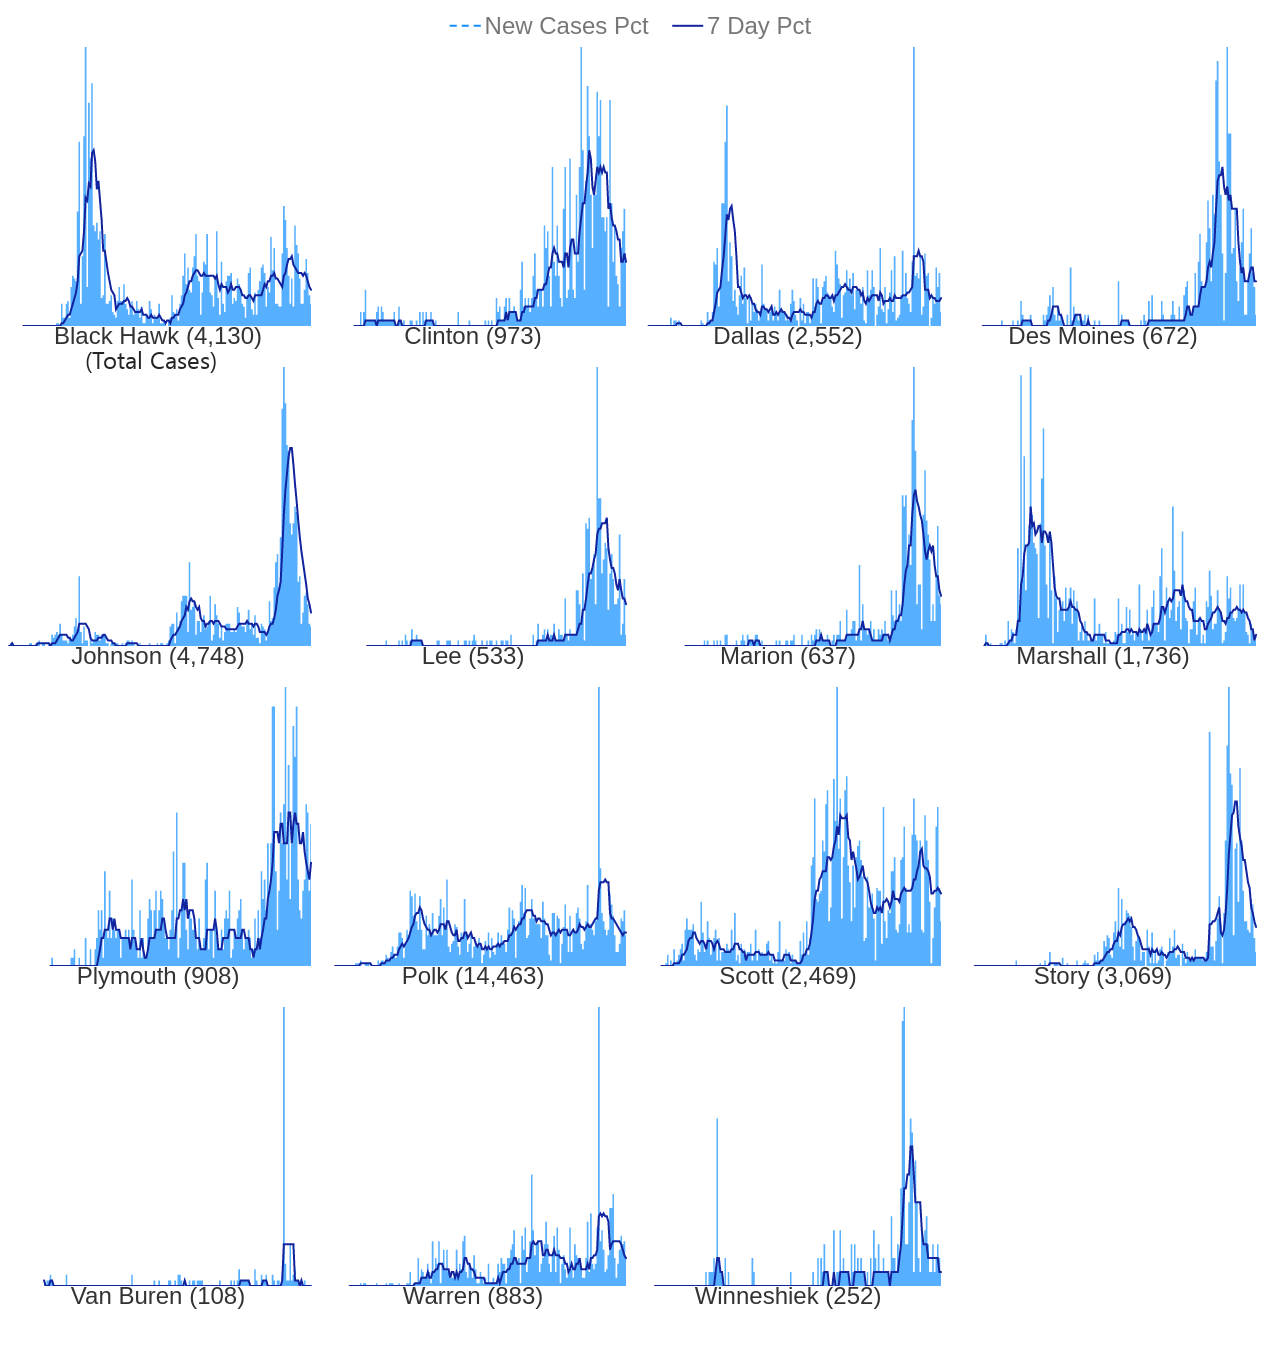 New Cases Pct 7 Day Pct
Black Hawk (4,130) Clinton (973) Dallas (2,552) Des Moines (672)
(Total Cases)
Johnson (4,748) Lee (533) Marion (637) Marshall (1,736)
Plymouth (908) Polk (14,463) Scott (2,469) Story (3,069)
Van Buren (108) Warren (883) Winneshiek (252)